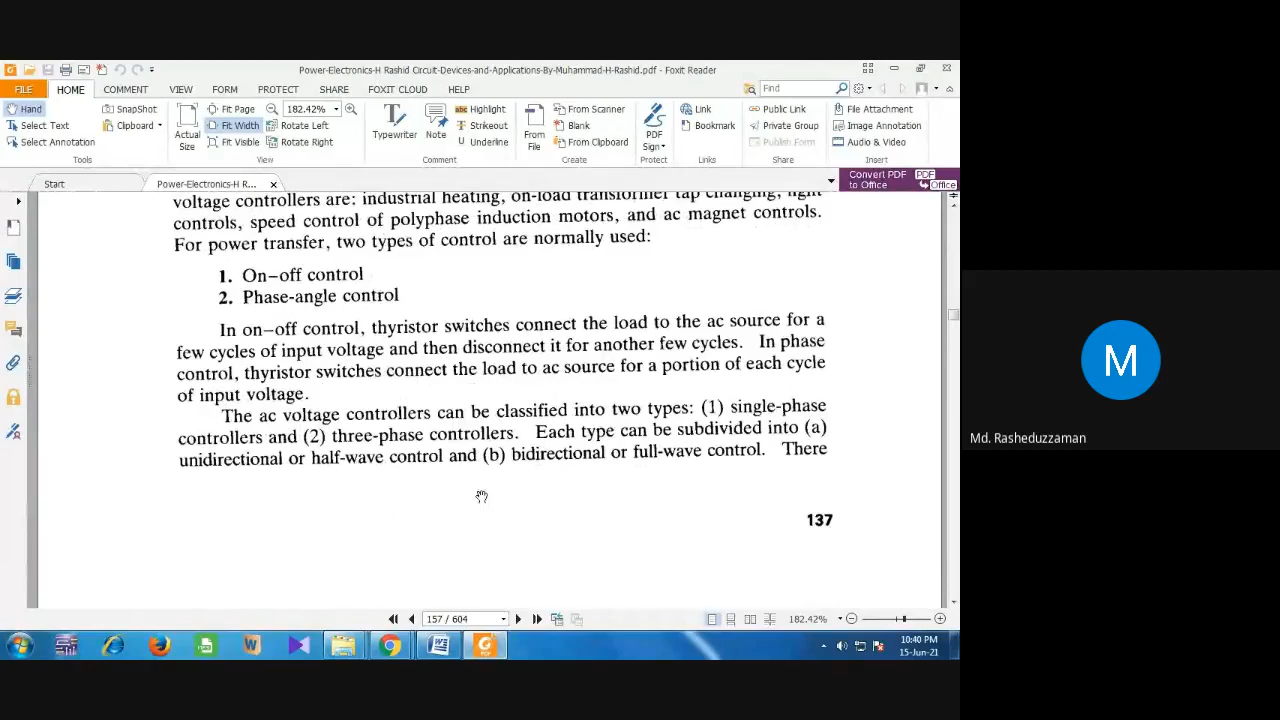 Power-Electronics-H Rashid Circuit-Devices-and-Applications-By-Muhammad-H-Rashid.pdf - Foxit Reader
FILE HOME COMMENT VIEW FORM PROTECT SHARE FOXIT CLOUD HELP Find
Hand SnapShot Fit Page 182.42% Highlight From Scanner Link Public Link File Attachment
Select Text Clipboard Fit Width Rotate Left Strikeout Blank Bookmark Private Group Image Annotation
Select Annotation Actual Size Fit Visible Rotate Right Typewriter Note Underline From File From Clipboard PDF Sign Publish Form Audio & Video
Tools View Comment Create Protect Links Share Insert
Start Power-Electronics-H R... Convert PDF to Office PDF Office
voltage controllers are: industrial heating, on-load transformer tap changing, light
controls, speed control of polyphase induction motors, and ac magnet controls.
For power transfer, two types of control are normally used:
1. On–off control
2. Phase-angle control
In on–off control, thyristor switches connect the load to the ac source for a
few cycles of input voltage and then disconnect it for another few cycles. In phase
control, thyristor switches connect the load to ac source for a portion of each cycle
of input voltage.
The ac voltage controllers can be classified into two types: (1) single-phase
controllers and (2) three-phase controllers. Each type can be subdivided into (a)
unidirectional or half-wave control and (b) bidirectional or full-wave control. There
137
157 / 604 182.42%
10:40 PM
15-Jun-21
M
Md. Rasheduzzaman